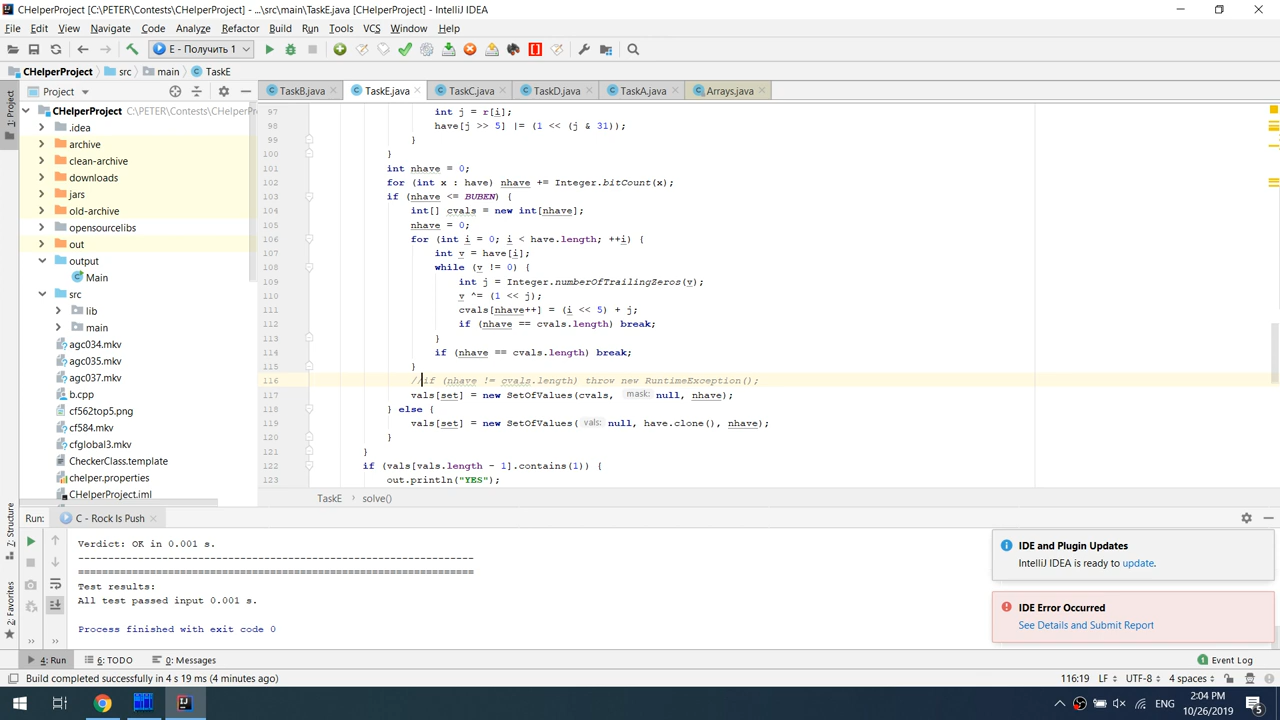 CHelperProject [C:\PETER\Contests\CHelperProject] - ...\src\main\TaskE.java [CHelperProject] - IntelliJ IDEA
File Edit View Navigate Code Analyze Refactor Build Run Tools VCS Window Help
E - Получить 1
CHelperProject src main TaskE
1: Project
Project
TaskB.java TaskE.java TaskC.java TaskD.java TaskA.java Arrays.java
CHelperProject C:\PETER\Contests\CHelperPr
.idea
archive
clean-archive
downloads
jars
old-archive
opensourcelibs
out
output
Main
src
lib
main
agc034.mkv
agc035.mkv
agc037.mkv
b.cpp
cf562top5.png
cf584.mkv
cfglobal3.mkv
CheckerClass.template
chelper.properties
CHelperProject.iml
97 int j = r[i];
98 have[j >> 5] |= (1 << (j & 31));
99 }
100 }
101 int nhave = 0;
102 for (int x : have) nhave += Integer.bitCount(x);
103 if (nhave <= BUBEN) {
104 int[] cvals = new int[nhave];
105 nhave = 0;
106 for (int i = 0; i < have.length; ++i) {
107 int v = have[i];
108 while (v != 0) {
109 int j = Integer.numberOfTrailingZeros(v);
110 v ^= (1 << j);
111 cvals[nhave++] = (i << 5) + j;
112 if (nhave == cvals.length) break;
113 }
114 if (nhave == cvals.length) break;
115 }
116 //if (nhave != cvals.length) throw new RuntimeException();
117 vals[set] = new SetOfValues(cvals, mask: null, nhave);
118 } else {
119 vals[set] = new SetOfValues( vals: null, have.clone(), nhave);
120 }
121 }
122 if (vals[vals.length - 1].contains(1)) {
123 out.println("YES");
TaskE solve()
7: Structure
2: Favorites
Run: C - Rock Is Push
Verdict: OK in 0.001 s.
------------------------------------------------------------------
==================================================================
Test results:
All test passed input 0.001 s.
Process finished with exit code 0
IDE and Plugin Updates
IntelliJ IDEA is ready to update.
IDE Error Occurred
See Details and Submit Report
4: Run 6: TODO 0: Messages
1 Event Log
Build completed successfully in 4 s 19 ms (4 minutes ago)
116:19 LF UTF-8 4 spaces
2:04 PM
10/26/2019
5